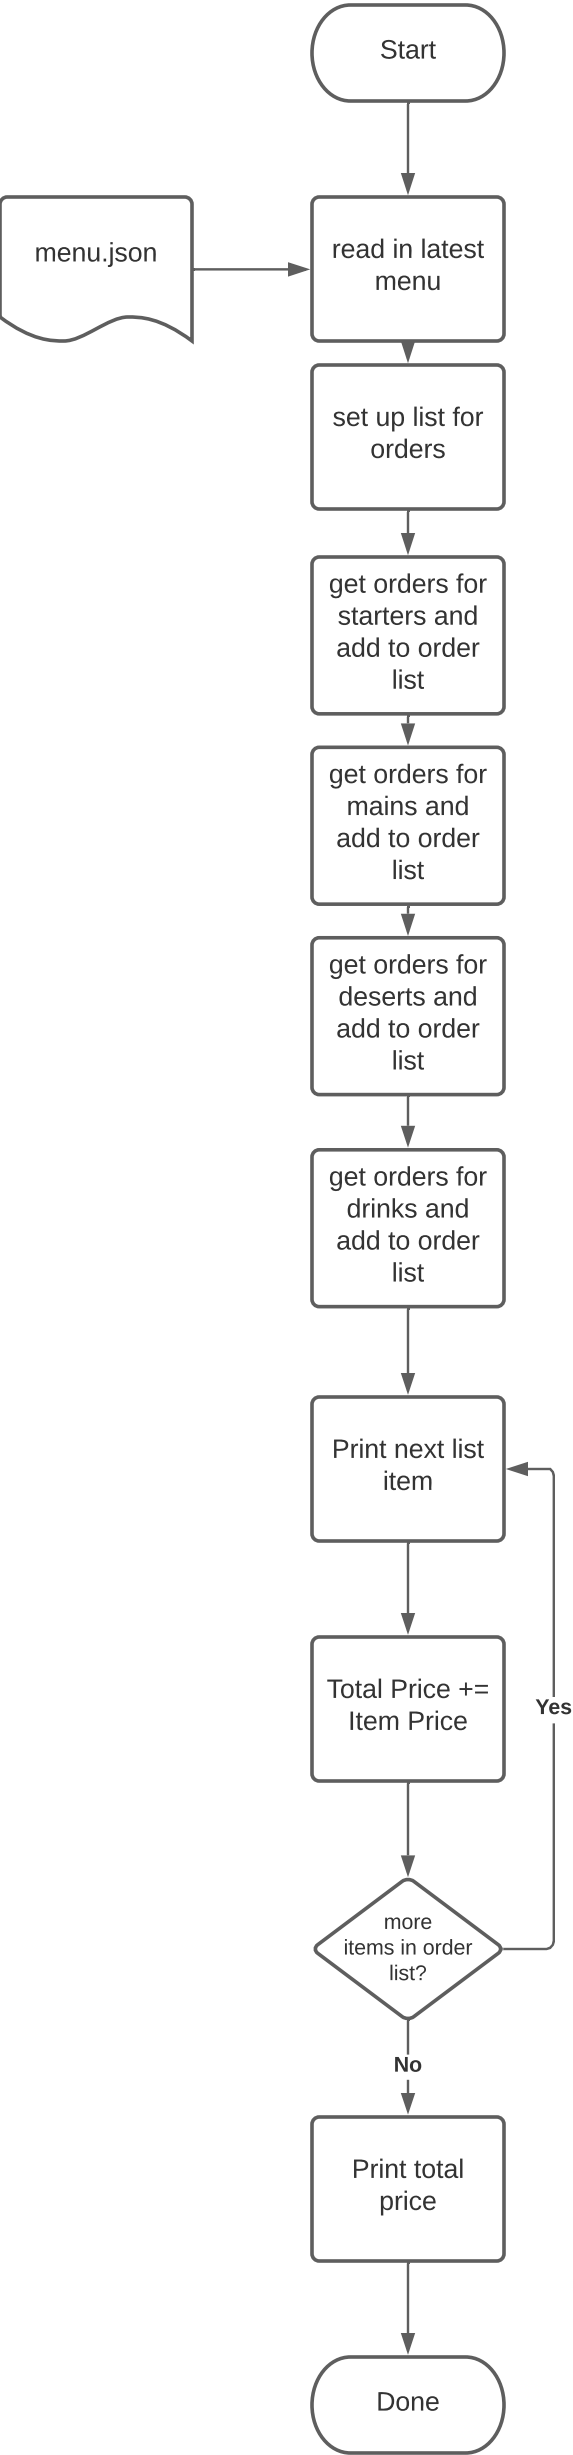 Start
menu.json
read in latest
menu
set up list for
orders
get orders for
starters and
add to order
list
get orders for
mains and
add to order
list
get orders for
deserts and
add to order
list
get orders for
drinks and
add to order
list
Print next list
item
Total Price +=
Item Price
Yes
more
items in order
list?
No
Print total
price
Done